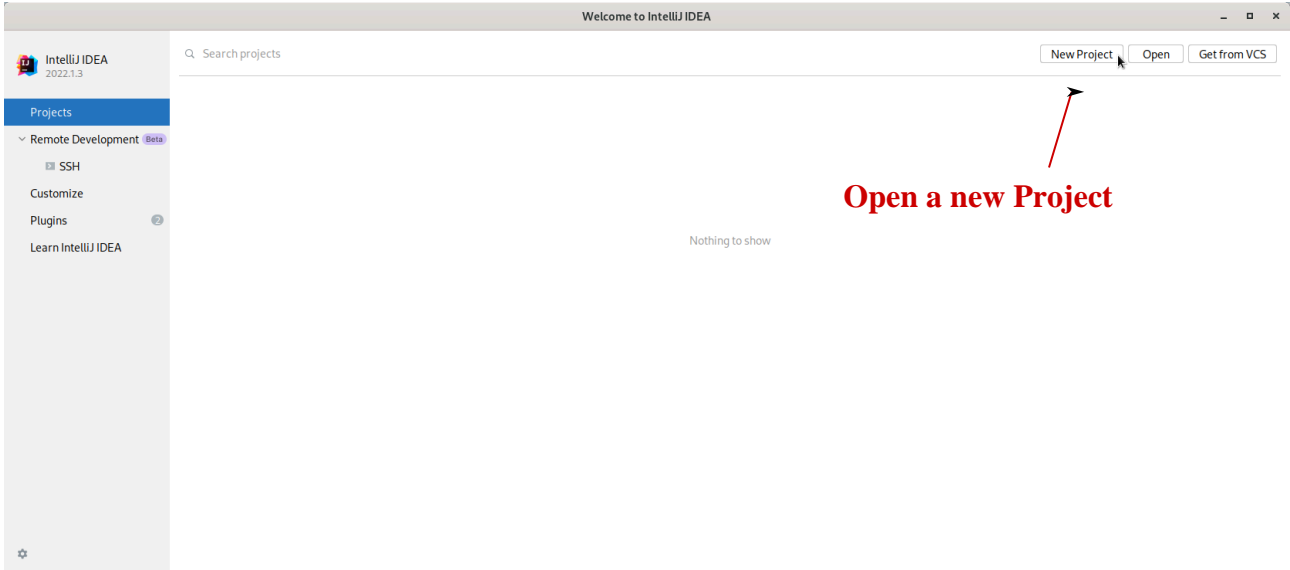 Welcome to IntelliJ IDEA
IntelliJ IDEA
2022.1.3
Search projects
New Project
Open
Get from VCS
Projects
Remote Development Beta
SSH
Customize
Plugins 2
Learn IntelliJ IDEA
Open a new Project
Nothing to show